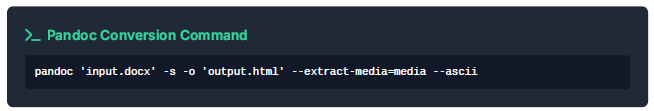 Pandoc Conversion Command
pandoc 'input.docx' -s -o 'output.html' --extract-media=media --ascii